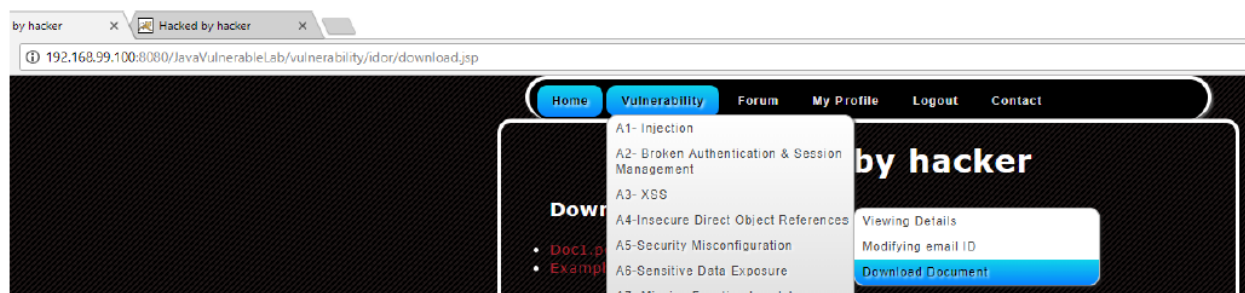 by hacker
Hacked by hacker
192.168.99.100:8080/JavaVulnerableLab/vulnerability/idor/download.jsp
Home Vulnerability Forum My Profile Logout Contact
A1- Injection
A2- Broken Authentication & Session
Management
by hacker
A3- XSS
A4-Insecure Direct Object References
Viewing Details
A5-Security Misconfiguration
Modifying email ID
Doc1.p
Exampl
A6-Sensitive Data Exposure
Download Document